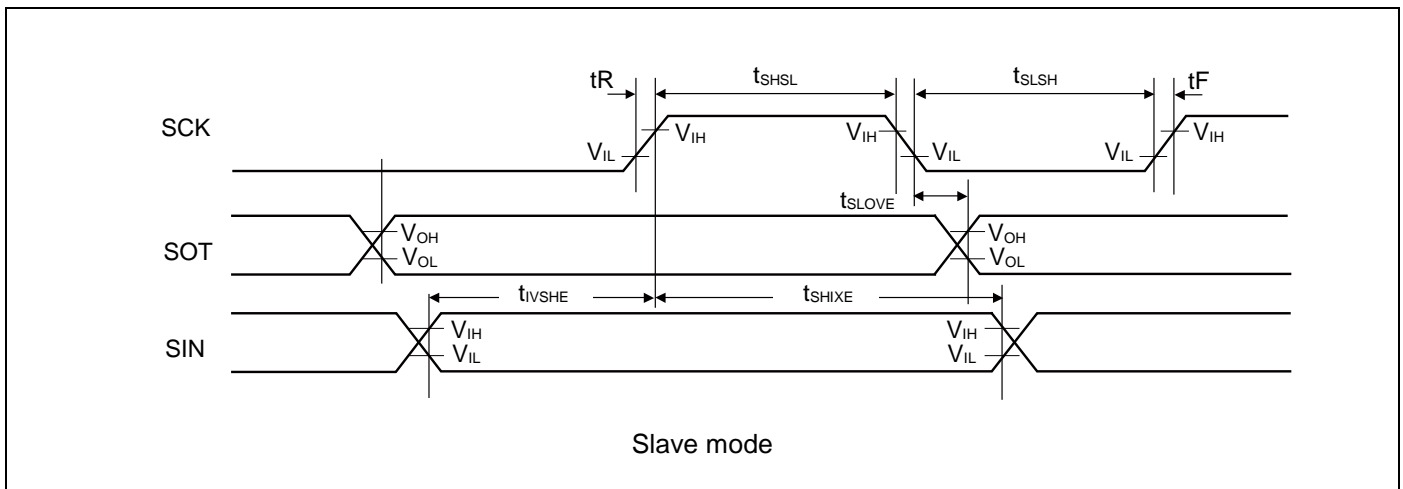 tR tSHSL tSLSH tF
SCK VIH VIH VIH
VIL VIL VIL
tSLOVE
SOT VOH VOH
VOL VOL
tIVSHE tSHIXE
SIN VIH VIH
VIL VIL
Slave mode